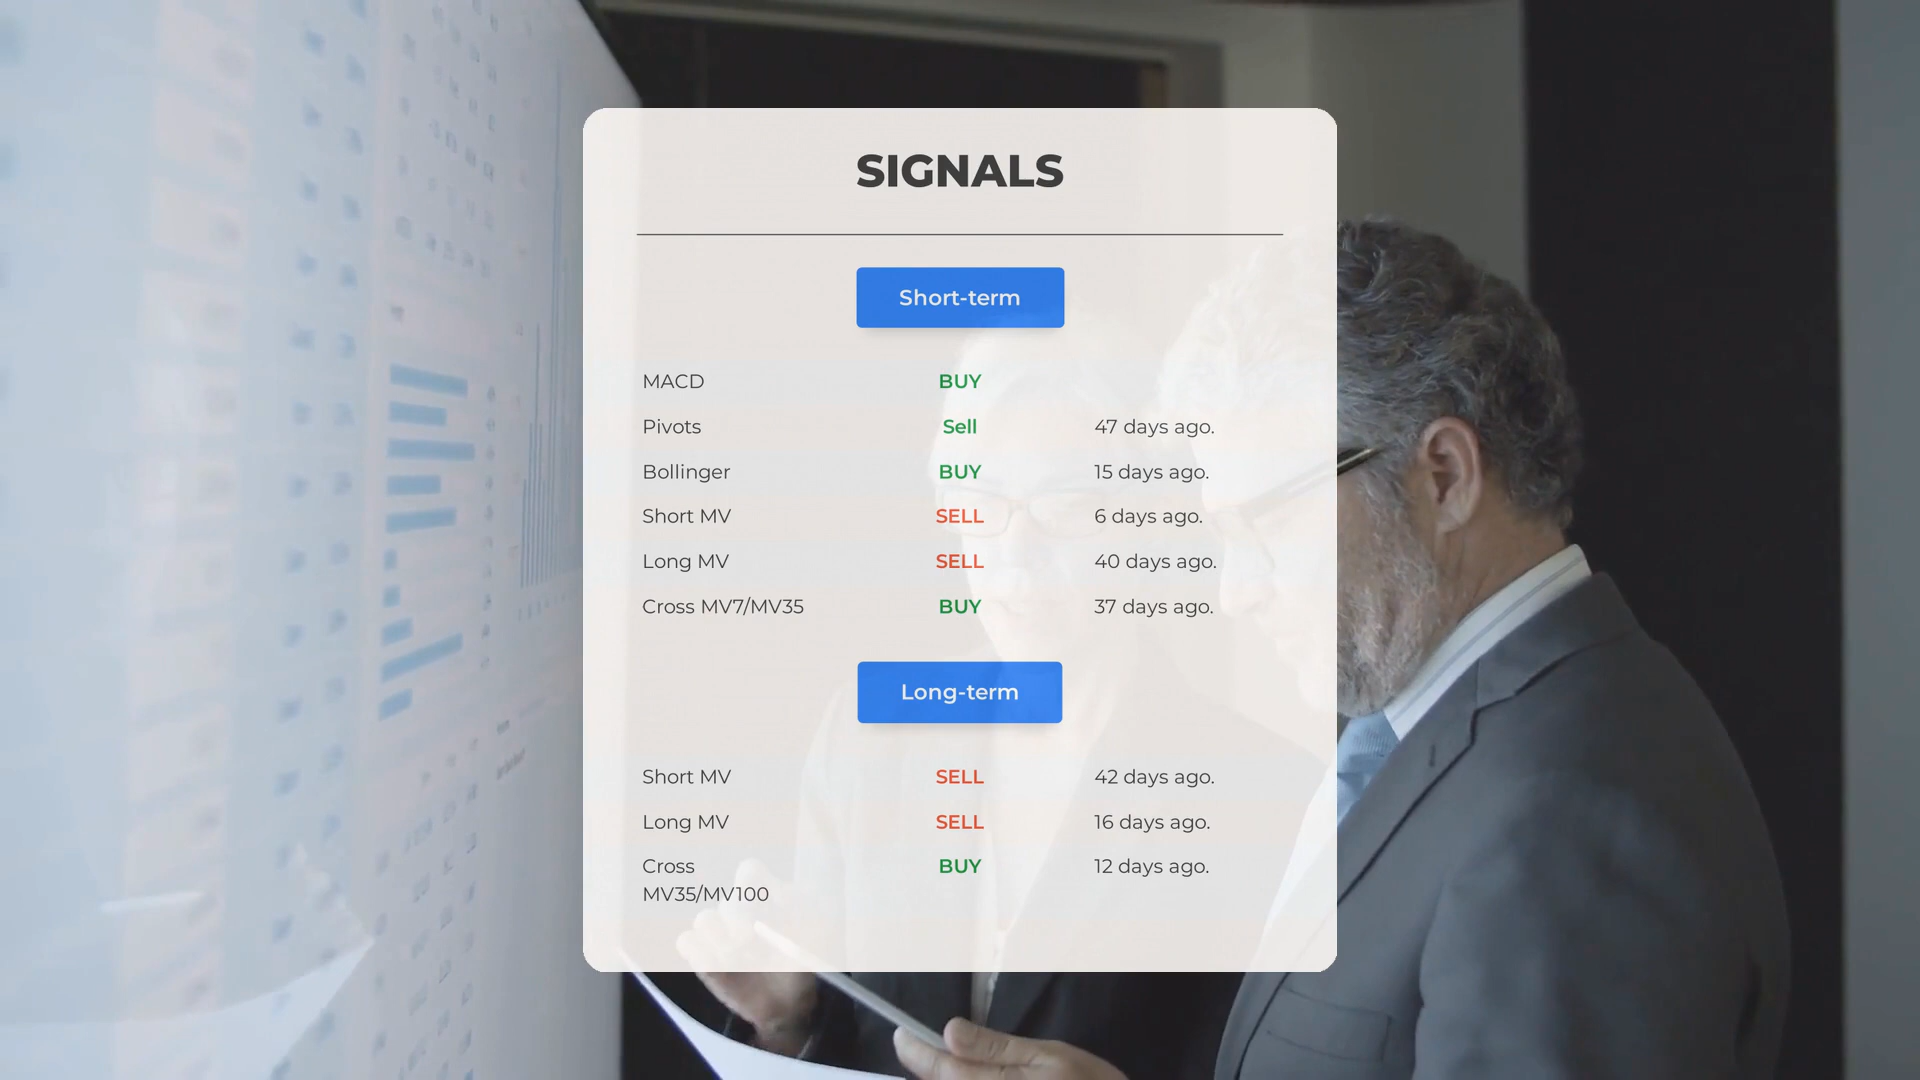 SIGNALS
Short-term
MACD BUY
Pivots Sell 47 days ago.
Bollinger BUY 15 days ago.
Short MV SELL 6 days ago.
Long MV SELL 40 days ago.
Cross MV7/MV35 BUY 37 days ago.
Long-term
Short MV SELL 42 days ago.
Long MV SELL 16 days ago.
Cross BUY 12 days ago.
MV35/MV100